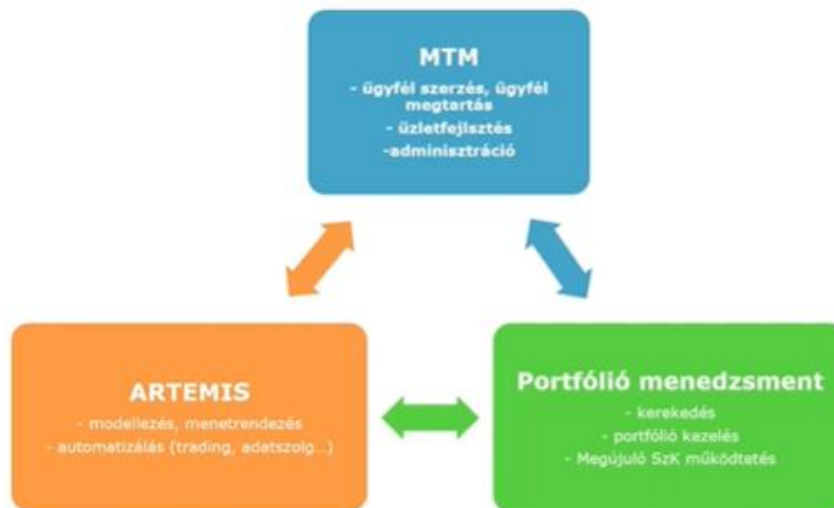 MTM
- ügyfél szerzés, ügyfél
megtartás
- üzletfejlsztés
-adminisztráció
ARTEMIS
- modellezés, menetrendezés
- automatizálás (trading, adatszolg...)
Portfólió menedzsment
- kerekedés
- portfólió kezelés
- Megújuló SzK működtetés